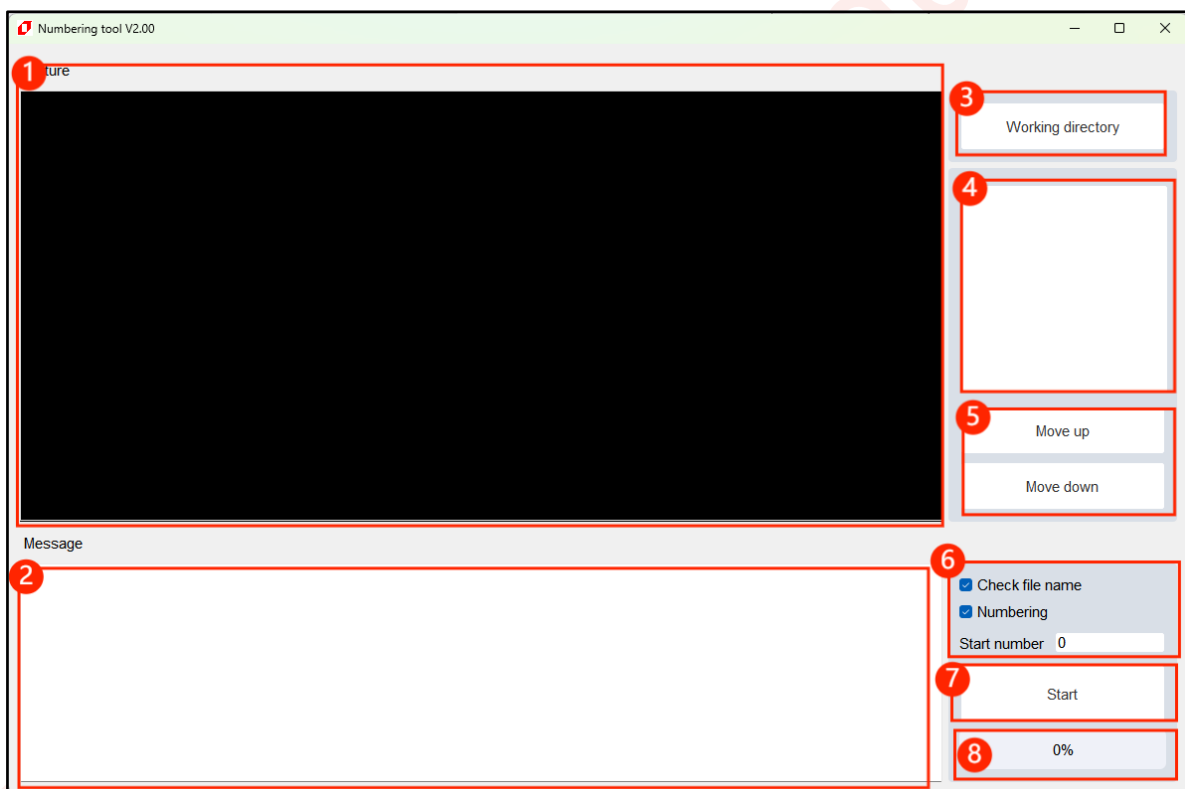 Numbering tool V2.00
1
ture
3
Working directory
4
5
Move up
Move down
Message
2
6
Check file name
Numbering
Start number 0
7
Start
8
0%